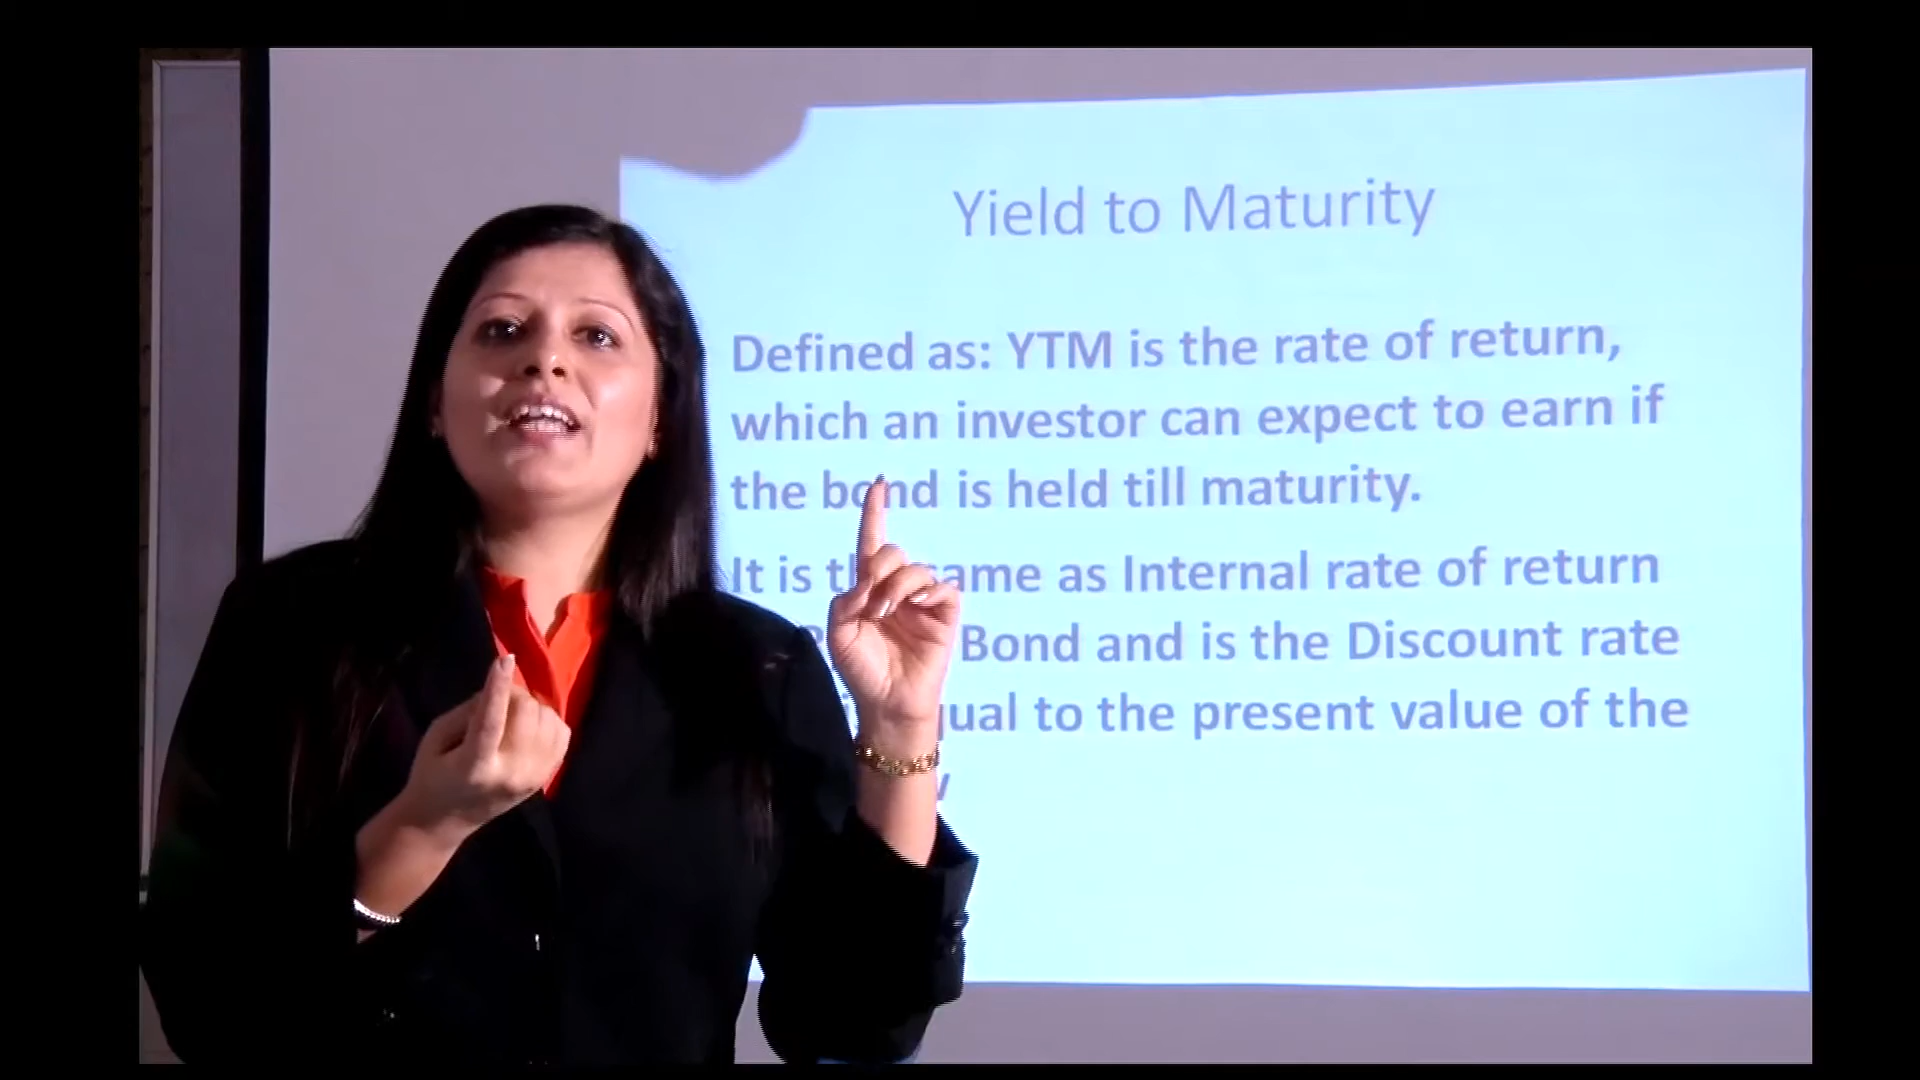 Yield to Maturity
Defined as: YTM is the rate of return,
which an investor can expect to earn if
the bond is held till maturity.
It is the same as Internal rate of return
Bond and is the Discount rate
equal to the present value of the